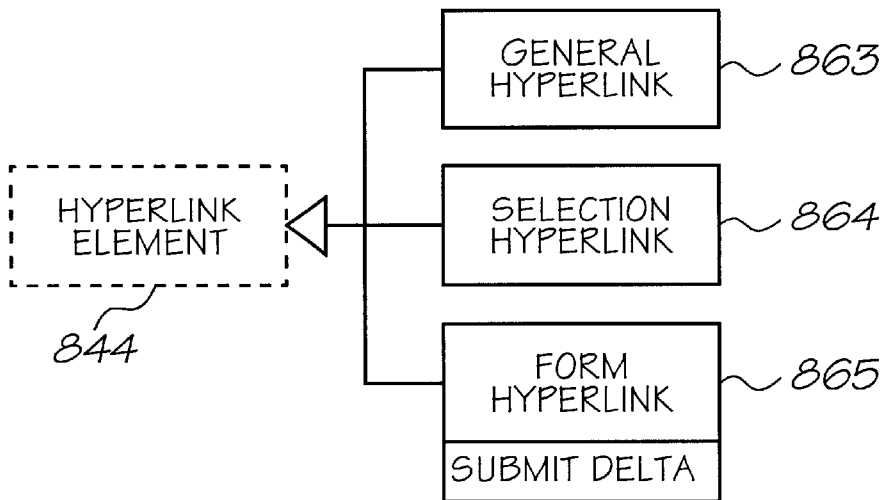 GENERAL
HYPERLINK
863
HYPERLINK
ELEMENT
844
SELECTION
HYPERLINK
864
FORM
HYPERLINK
865
SUBMIT DELTA